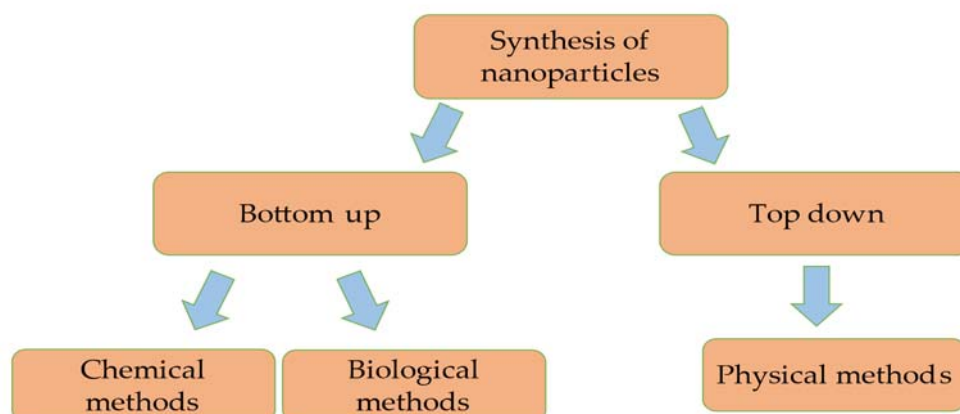 Synthesis of
nanoparticles
Bottom up
Top down
Chemical
methods
Biological
methods
Physical methods